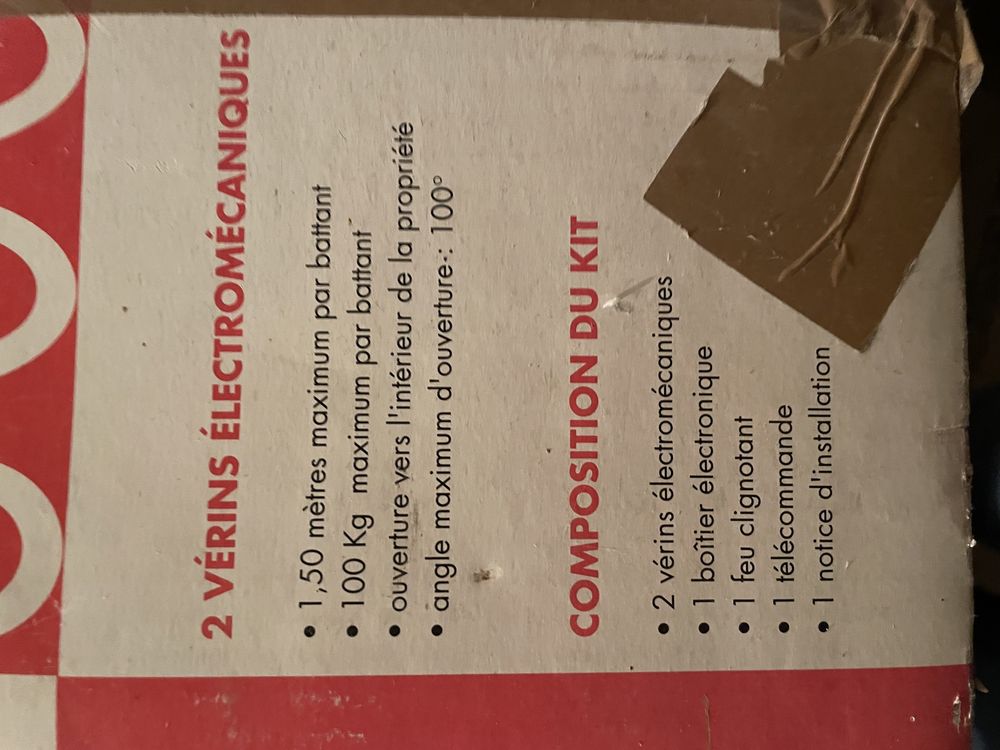 2 VÉRINS ÉLECTROMÉCANIQUES
• 1,50 mètres maximum par battant
• 100 Kg maximum par battant
• ouverture vers l'intérieur de la propriété
• angle maximum d'ouverture : 100°
COMPOSITION DU KIT
• 2 vérins électromécaniques
• 1 boîtier électronique
• 1 feu clignotant
• 1 télécommande
• 1 notice d'installation